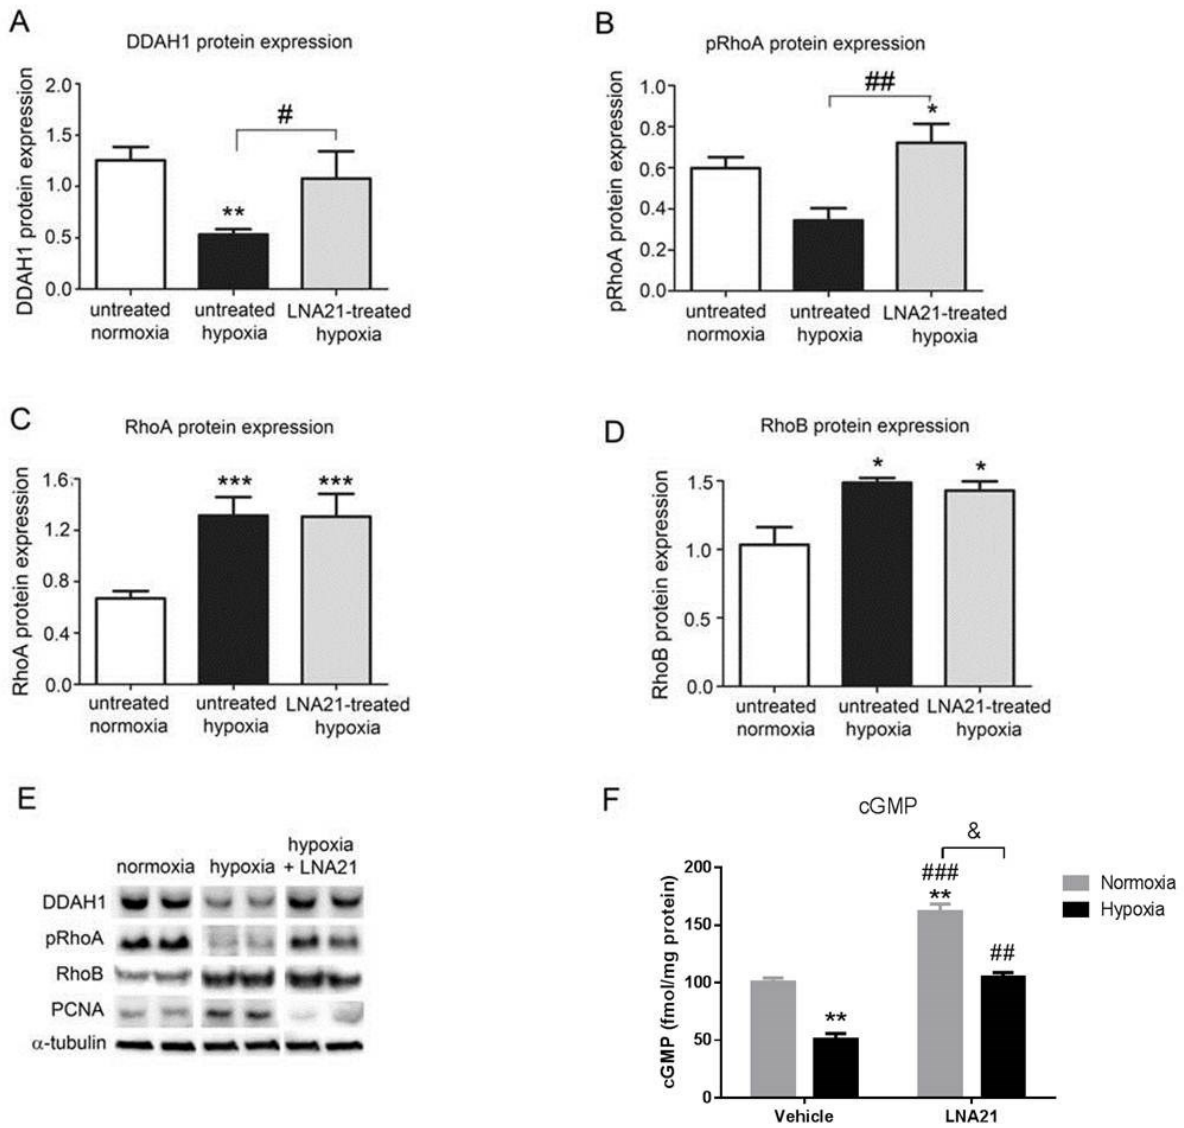 A
DDAH1 protein expression
DDAH1 protein expression
2.0
1.5
1.0
0.5
0.0
#
**
untreated normoxia
untreated hypoxia
LNA21-treated hypoxia
B
pRhoA protein expression
pRhoA protein expression
1.0
0.8
0.6
0.4
0.2
0.0
##
*
untreated normoxia
untreated hypoxia
LNA21-treated hypoxia
C
RhoA protein expression
RhoA protein expression
1.6
1.2
0.8
0.4
0.0
***
***
untreated normoxia
untreated hypoxia
LNA21-treated hypoxia
D
RhoB protein expression
RhoB protein expression
1.5
1.0
0.5
0.0
*
*
untreated normoxia
untreated hypoxia
LNA21-treated hypoxia
E
normoxia
hypoxia
hypoxia
+ LNA21
DDAH1
pRhoA
RhoB
PCNA
α-tubulin
F
cGMP
cGMP (fmol/mg protein)
200
150
100
50
0
&
###
**
##
**
Vehicle
LNA21
Normoxia
Hypoxia